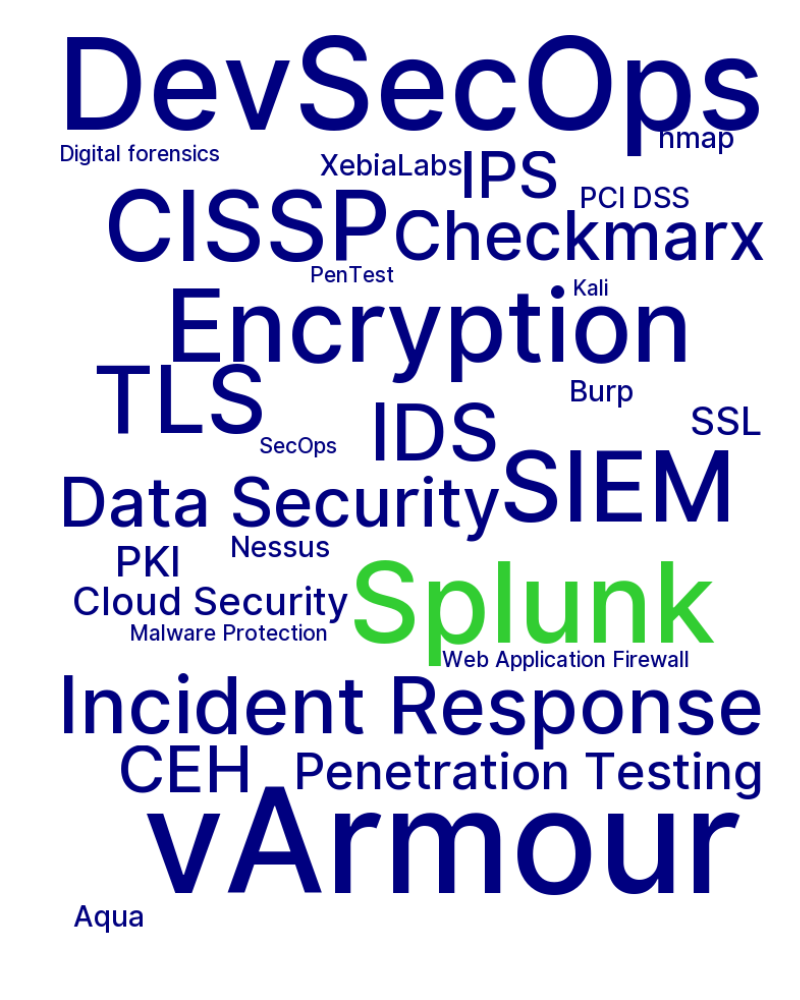 DevSecOps
nmap
Digital forensics
XebiaLabs
IPS
PCI DSS
CISSP
Checkmarx
PenTest
Kali
Encryption
TLS
Burp
IDS
SSL
SecOps
SIEM
Data Security
Nessus
PKI
Cloud Security
Splunk
Malware Protection
Web Application Firewall
Incident Response
CEH
Penetration Testing
vArmour
Aqua